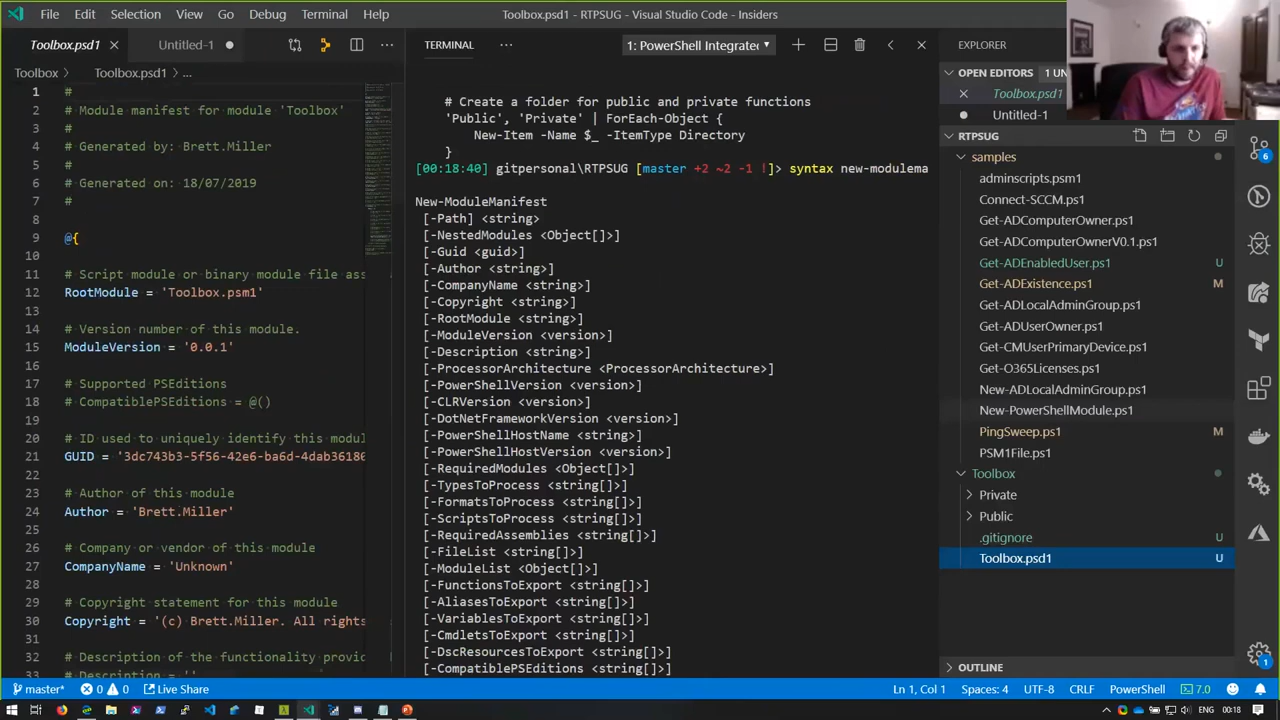 File Edit Selection View Go Debug Terminal Help
Toolbox.psd1 - RTPSUG - Visual Studio Code - Insiders
Toolbox.psd1
Untitled-1
Toolbox > Toolbox.psd1 > ...
1 #
2 # Module manifest for module 'Toolbox'
3 #
4 # Generated by: Brett.Miller
5 #
6
7 #
8
9 @{
10
11 # Script module or binary module file ass
12 RootModule = 'Toolbox.psm1'
13
14 # Version number of this module.
15 ModuleVersion = '0.0.1'
16
17 # Supported PSEditions
18 # CompatiblePSEditions = @()
19
20 # ID used to uniquely identify this modul
21 GUID = '3dc743b3-5f56-42e6-ba6d-4dab36186
22
23 # Author of this module
24 Author = 'Brett.Miller'
25
26 # Company or vendor of this module
27 CompanyName = 'Unknown'
28
29 # Copyright statement for this module
30 Copyright = '(c) Brett.Miller. All rights
31
32 # Description of the functionality provid
33 # Description = ''
TERMINAL
1: PowerShell Integrated
# Create a folder for public and private functions
'Public', 'Private' | ForEach-Object {
New-Item -Name $_ -ItemType Directory
}
gitpersonal\RTPSUG [master +2 ~2 -1 !]> syntax new-modulema
New-ModuleManifest
[-Path] <string>
[-NestedModules <Object[]>]
[-Guid <guid>]
[-Author <string>]
[-CompanyName <string>]
[-Copyright <string>]
[-RootModule <string>]
[-ModuleVersion <version>]
[-Description <string>]
[-ProcessorArchitecture <ProcessorArchitecture>]
[-PowerShellVersion <version>]
[-CLRVersion <version>]
[-DotNetFrameworkVersion <version>]
[-PowerShellHostName <string>]
[-PowerShellHostVersion <version>]
[-RequiredModules <Object[]>]
[-TypesToProcess <string[]>]
[-FormatsToProcess <string[]>]
[-ScriptsToProcess <string[]>]
[-RequiredAssemblies <string[]>]
[-FileList <string[]>]
[-ModuleList <Object[]>]
[-FunctionsToExport <string[]>]
[-AliasesToExport <string[]>]
[-VariablesToExport <string[]>]
[-CmdletsToExport <string[]>]
[-DscResourcesToExport <string[]>]
[-CompatiblePSEditions <string[]>]
EXPLORER
OPEN EDITORS 1 UN
Toolbox.psd1
Untitled-1
RTPSUG
samples
adminscripts.psm1
Connect-SCCM.ps1
Get-ADComputerOwner.ps1
Get-ADComputerV0.1.ps1
Get-ADEnabledUser.ps1 U
Get-ADExistence.ps1 M
Get-ADLocalAdminGroup.ps1
Get-ADUserOwner.ps1
Get-CMUserPrimaryDevice.ps1
Get-O365Licenses.ps1
New-ADLocalAdminGroup.ps1
New-PowerShellModule.ps1
PingSweep.ps1 M
PSM1File.ps1
Toolbox
Private
Public
.gitignore U
Toolbox.psd1 U
OUTLINE
6
1
master* 0 0 Live Share
Ln 1, Col 1 Spaces: 4 UTF-8 CRLF PowerShell 7.0
ENG 00:18